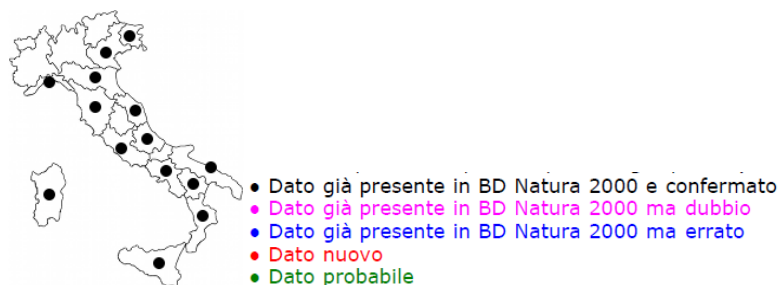 ● Dato già presente in BD Natura 2000 e confermato
● Dato già presente in BD Natura 2000 ma dubbio
● Dato già presente in BD Natura 2000 ma errato
● Dato nuovo
● Dato probabile